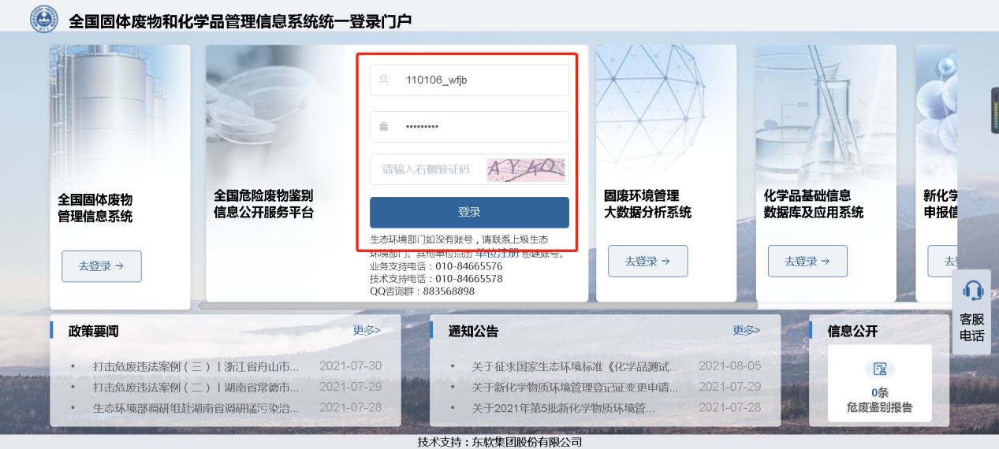 全国固体废物和化学品管理信息系统统一登录门户
全国固体废物
管理信息系统
去登录 →
全国危险废物鉴别
信息公开服务平台
110106_wfjb
•••••••••
请输入右侧验证码
AY4Q
登录
生态环境部门如没有账号，请联系上级生态
环境部门。其他单位点击 单位注册 创建账号。
业务支持电话：010-84665576
技术支持电话：010-84665578
QQ咨询群：883568898
固废环境管理
大数据分析系统
去登录 →
300
化学品基础信息
数据库及应用系统
去登录 →
新化学
申报信
去
客服
电话
政策要闻
更多>
• 打击危废违法案例（三）丨浙江省舟山市... 2021-07-30
• 打击危废违法案例（二）丨湖南省常德市... 2021-07-29
• 生态环境部调研组赴湖南省调研锰污染治... 2021-07-28
通知公告
更多>
• 关于征求国家生态环境标准《化学品测试... 2021-08-05
• 关于新化学物质环境管理登记证变更申请... 2021-07-29
• 关于2021年第5批新化学物质环境管... 2021-07-28
信息公开
0条
危废鉴别报告
技术支持：东软集团股份有限公司